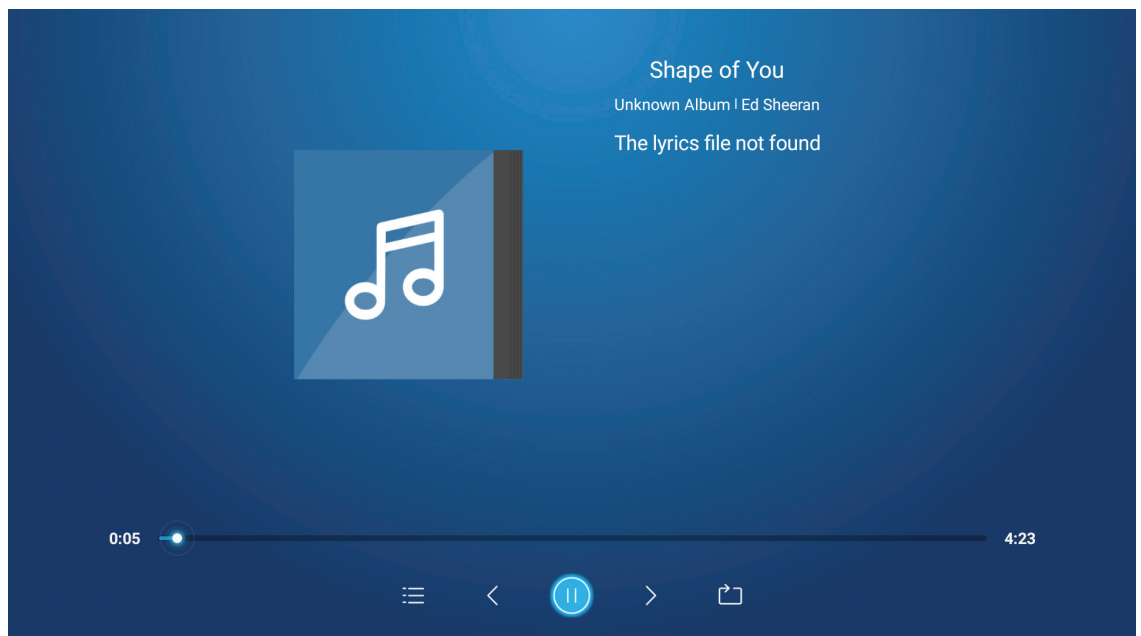 Shape of You
Unknown Album | Ed Sheeran
The lyrics file not found
0:05
4:23